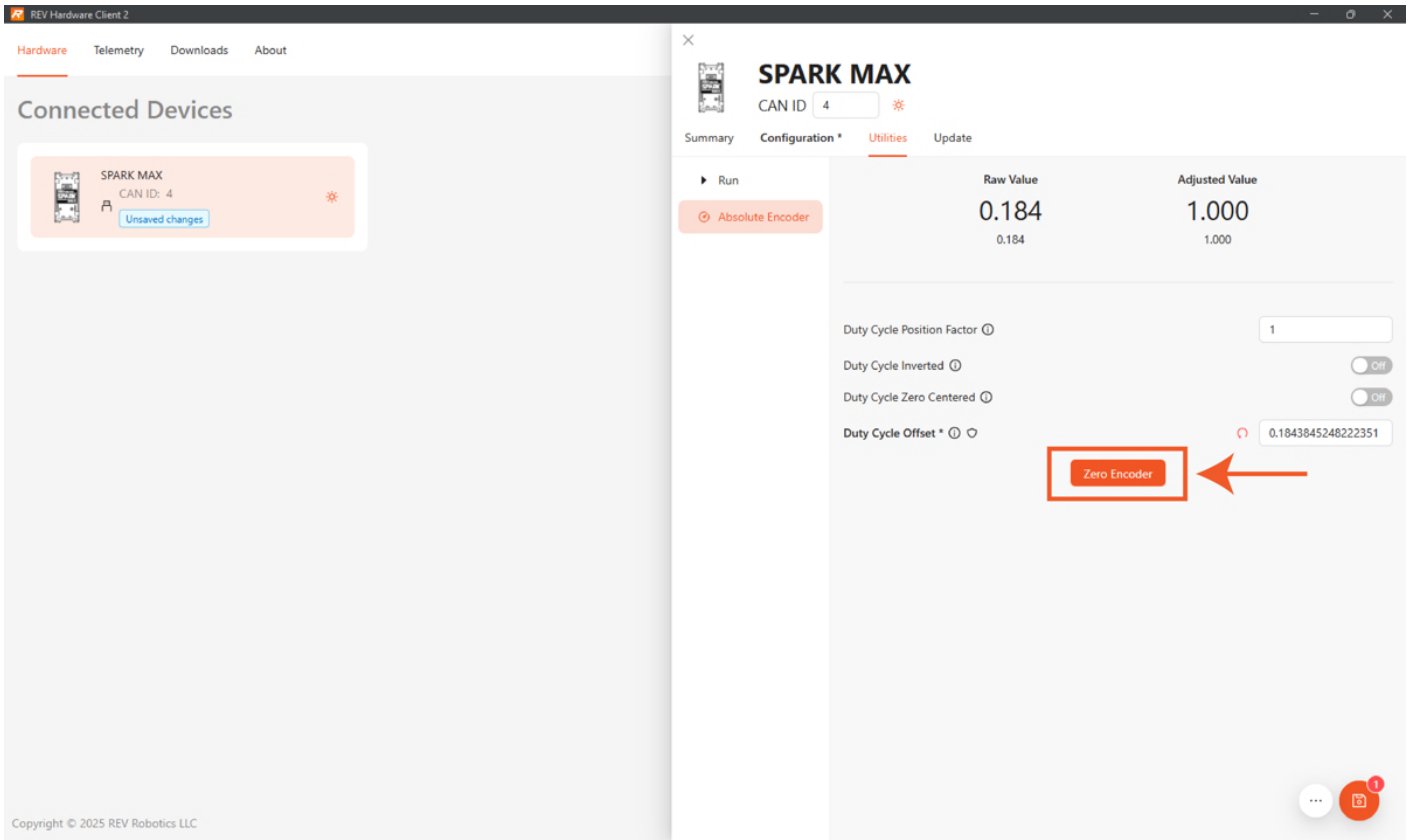 REV Hardware Client 2
Hardware Telemetry Downloads About
Connected Devices
SPARK MAX
CAN ID: 4
Unsaved changes
Copyright © 2025 REV Robotics LLC
SPARK MAX
CAN ID 4
Summary Configuration * Utilities Update
Run
Absolute Encoder
Raw Value Adjusted Value
0.184 1.000
0.184 1.000
Duty Cycle Position Factor 1
Duty Cycle Inverted Off
Duty Cycle Zero Centered Off
Duty Cycle Offset * 0.1843845248222351
Zero Encoder
1